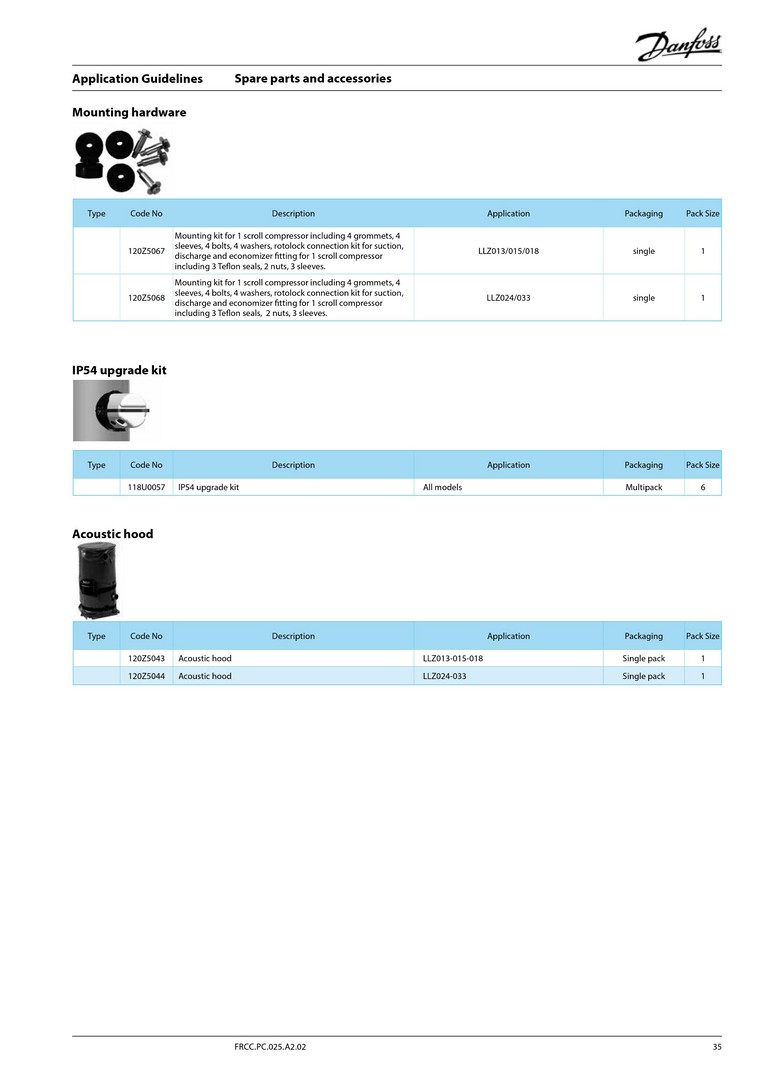 Danfoss
Application Guidelines Spare parts and accessories
Mounting hardware
Type Code No Description Application Packaging Pack Size
Mounting kit for 1 scroll compressor including 4 grommets, 4
sleeves, 4 bolts, 4 washers, rotolock connection kit for suction,
120Z5067 LLZ013/015/018 single 1
discharge and economizer fitting for 1 scroll compressor
including 3 Teflon seals, 2 nuts, 3 sleeves.
Mounting kit for 1 scroll compressor including 4 grommets, 4
sleeves, 4 bolts, 4 washers, rotolock connection kit for suction,
120Z5068 LLZ024/033 single 1
discharge and economizer fitting for 1 scroll compressor
including 3 Teflon seals, 2 nuts, 3 sleeves.
IP54 upgrade kit
Type Code No Description Application Packaging Pack Size
118U0057 IP54 upgrade kit All models Multipack 6
Acoustic hood
Type Code No Description Application Packaging Pack Size
120Z5043 Acoustic hood LLZ013-015-018 Single pack 1
120Z5044 Acoustic hood LLZ024-033 Single pack 1
FRCC.PC.025.A2.02 35